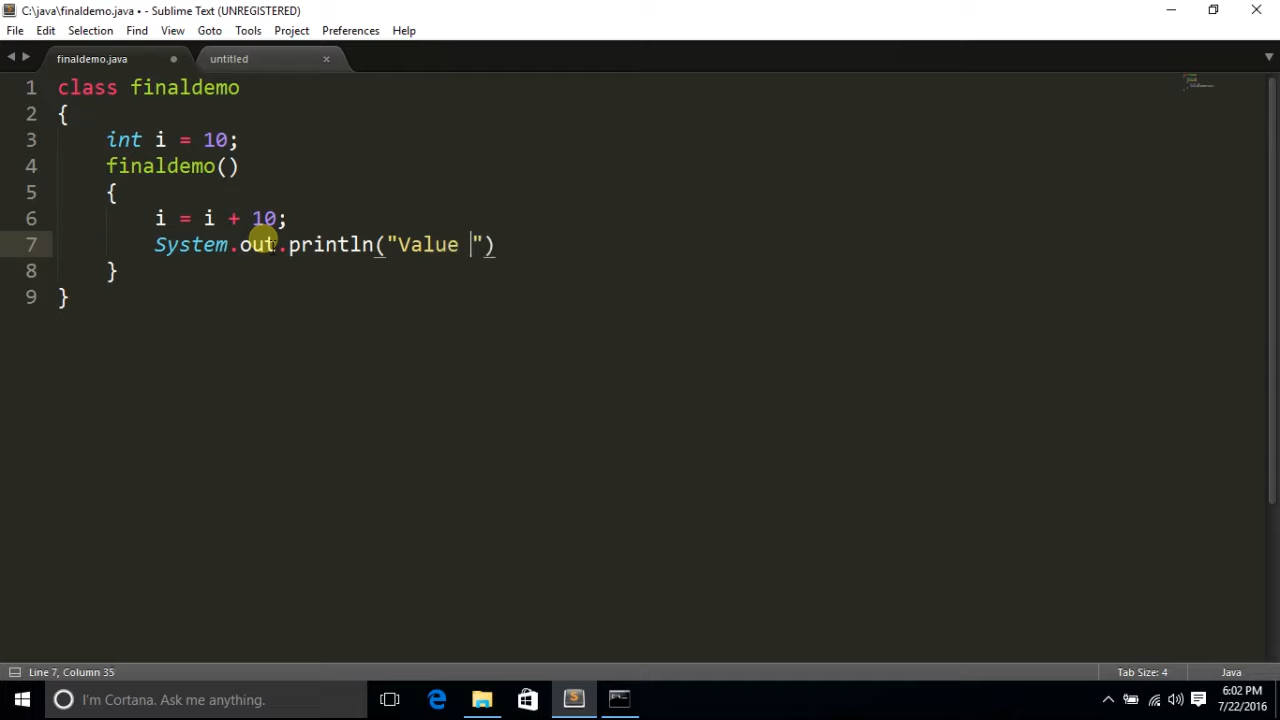 C:\java\finaldemo.java • - Sublime Text (UNREGISTERED)
File Edit Selection Find View Goto Tools Project Preferences Help
finaldemo.java untitled
1 class finaldemo
2 {
3 int i = 10;
4 finaldemo()
5 {
6 i = i + 10;
7 System.out.println("Value ")
8 }
9 }
Line 7, Column 35 Tab Size: 4 Java
I'm Cortana. Ask me anything. 6:02 PM
7/22/2016